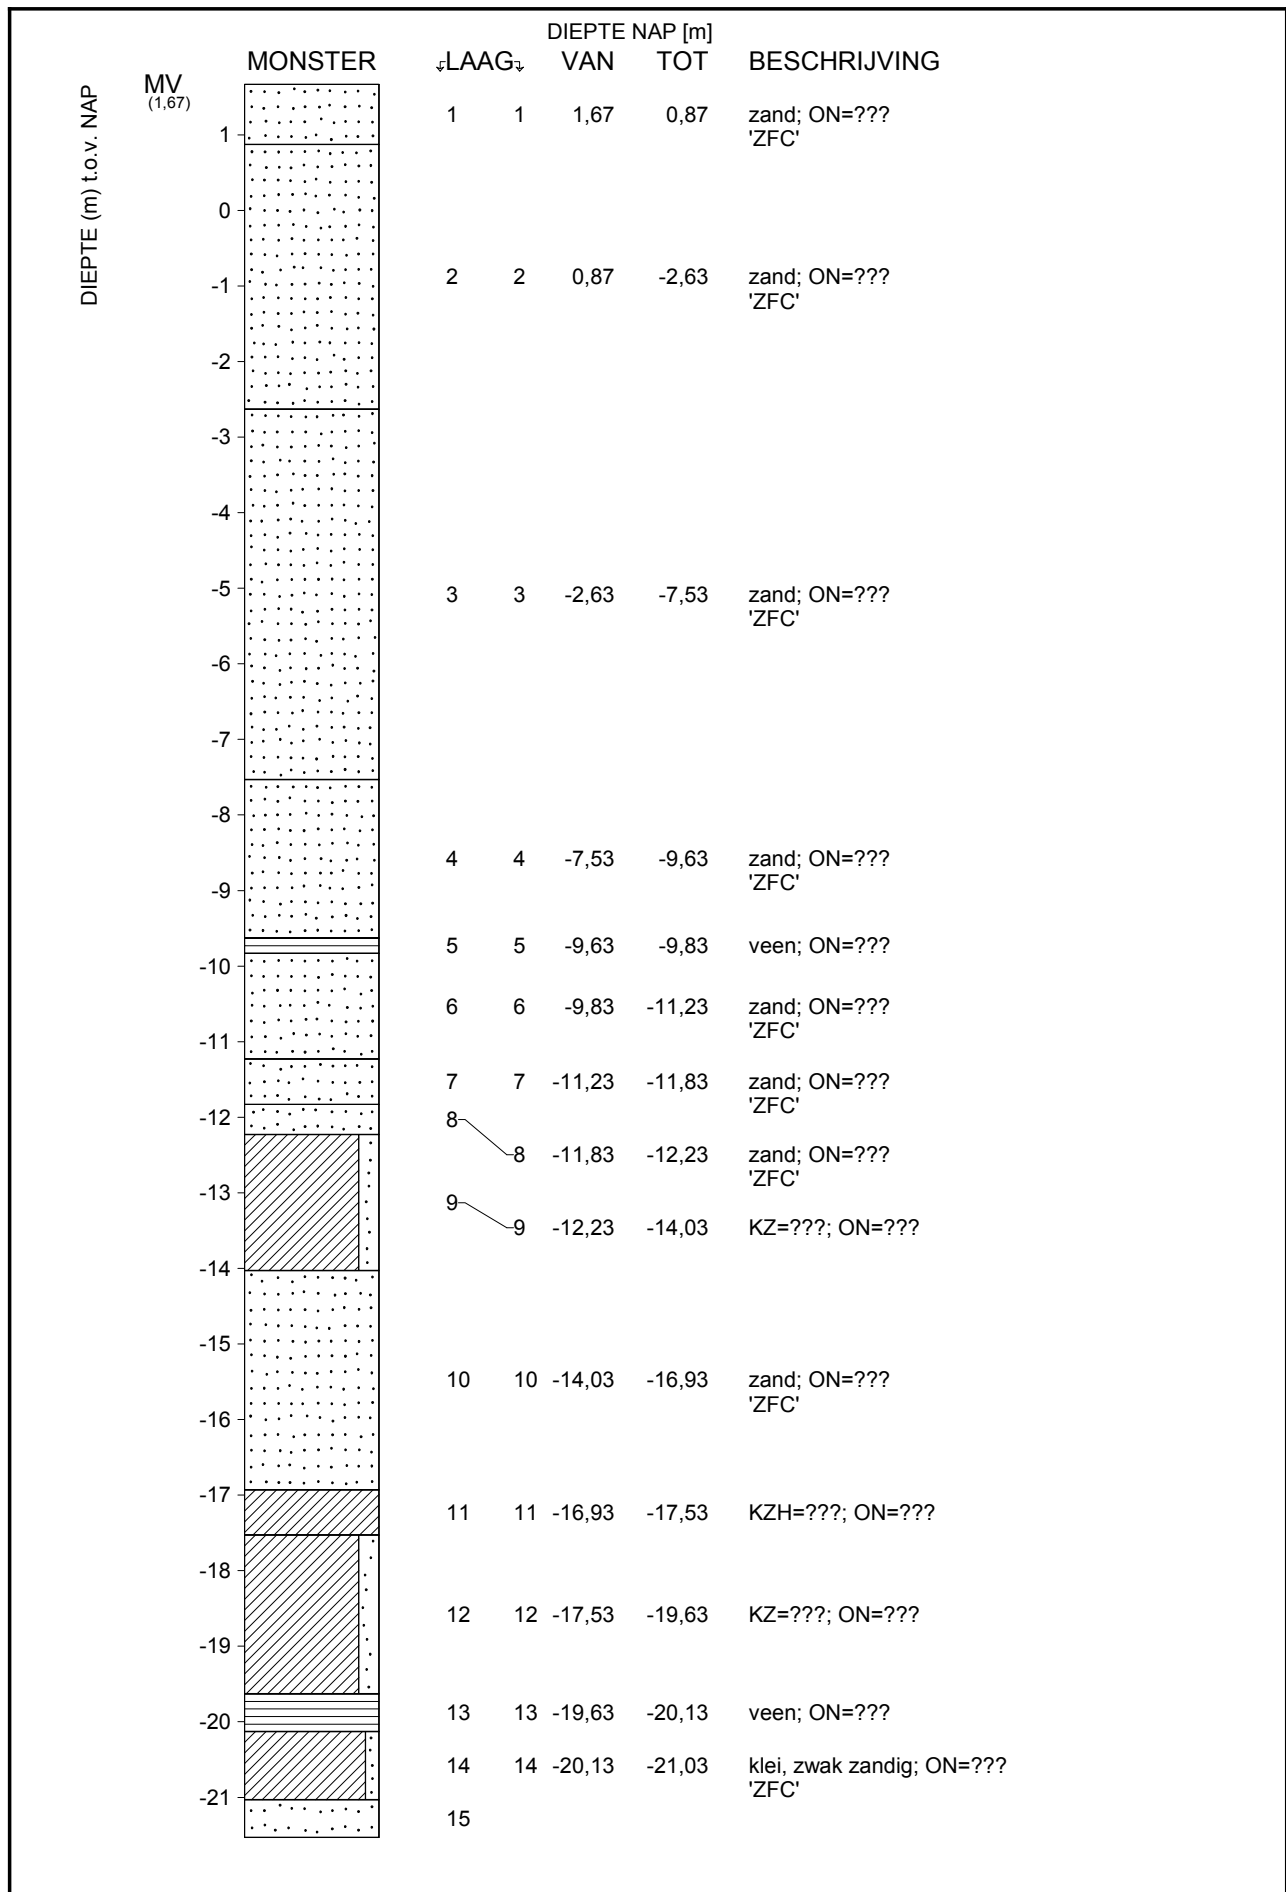 DIEPTE NAP [m]
MONSTER LAAG VAN TOT BESCHRIJVING
MV
(1,67)
DIEPTE (m) t.o.v. NAP
1 1 1,67 0,87 zand; ON=???
'ZFC'
1
0
2 2 0,87 -2,63 zand; ON=???
-1
'ZFC'
-2
-3
-4
-5
3 3 -2,63 -7,53 zand; ON=???
'ZFC'
-6
-7
-8
4 4 -7,53 -9,63 zand; ON=???
'ZFC'
-9
5 5 -9,63 -9,83 veen; ON=???
-10
6 6 -9,83 -11,23 zand; ON=???
'ZFC'
-11
7 7 -11,23 -11,83 zand; ON=???
'ZFC'
-12
8
8 -11,83 -12,23 zand; ON=???
'ZFC'
-13
9
9 -12,23 -14,03 KZ=???; ON=???
-14
-15
10 10 -14,03 -16,93 zand; ON=???
'ZFC'
-16
-17
11 11 -16,93 -17,53 KZH=???; ON=???
-18
12 12 -17,53 -19,63 KZ=???; ON=???
-19
13 13 -19,63 -20,13 veen; ON=???
-20
14 14 -20,13 -21,03 klei, zwak zandig; ON=???
'ZFC'
-21
15